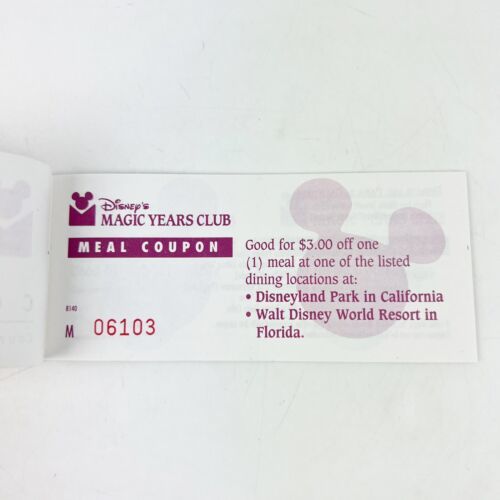 Disney's
MAGIC YEARS CLUB
MEAL COUPON
8140
M 06103
Good for $3.00 off one
(1) meal at one of the listed
dining locations at:
• Disneyland Park in California
• Walt Disney World Resort in
Florida.